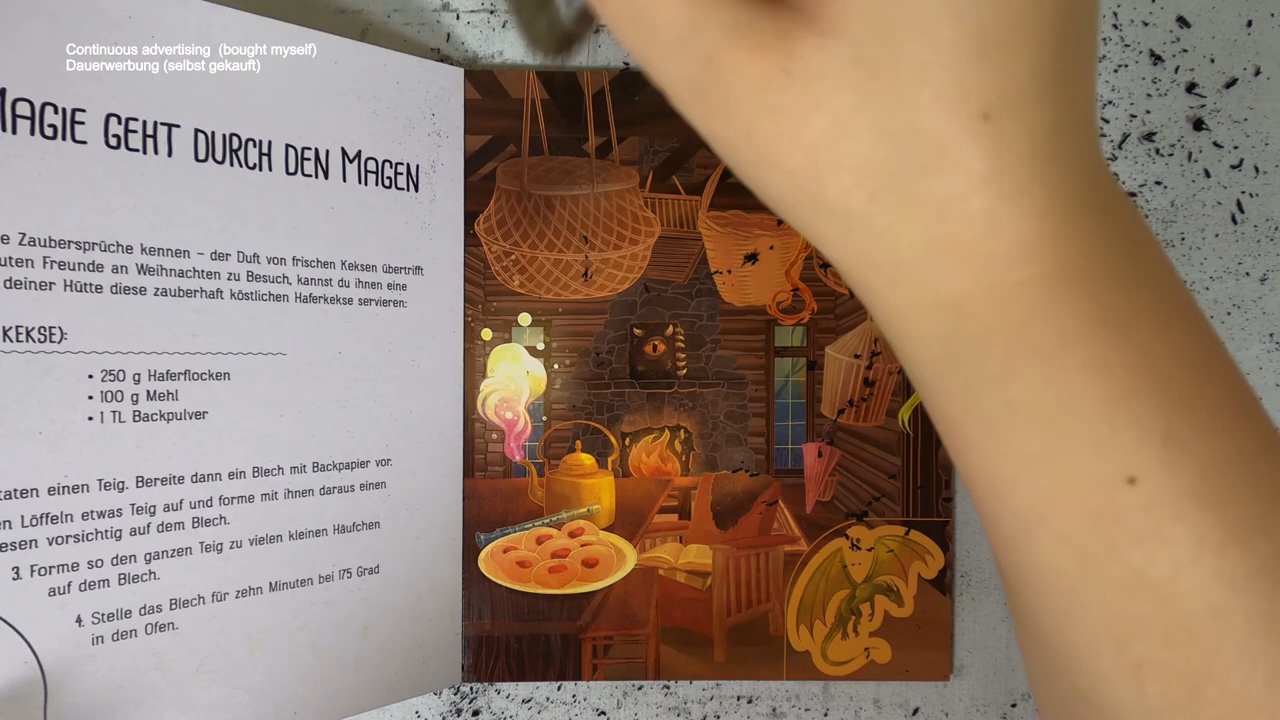 Continuous advertising (bought myself)
Dauerwerbung (selbst gekauft)
MAGIE GEHT DURCH DEN MAGEN
e Zaubersprüche kennen – der Duft von frischen Keksen übertrifft
uten Freunde an Weihnachten zu Besuch, kannst du ihnen eine
deiner Hütte diese zauberhaft köstlichen Haferkekse servieren:
KEKSE):
• 250 g Haferflocken
• 100 g Mehl
• 1 TL Backpulver
taten einen Teig. Bereite dann ein Blech mit Backpapier vor.
en Löffeln etwas Teig auf und forme mit ihnen daraus einen
esen vorsichtig auf dem Blech.
3. Forme so den ganzen Teig zu vielen kleinen Häufchen
auf dem Blech.
4. Stelle das Blech für zehn Minuten bei 175 Grad
in den Ofen.